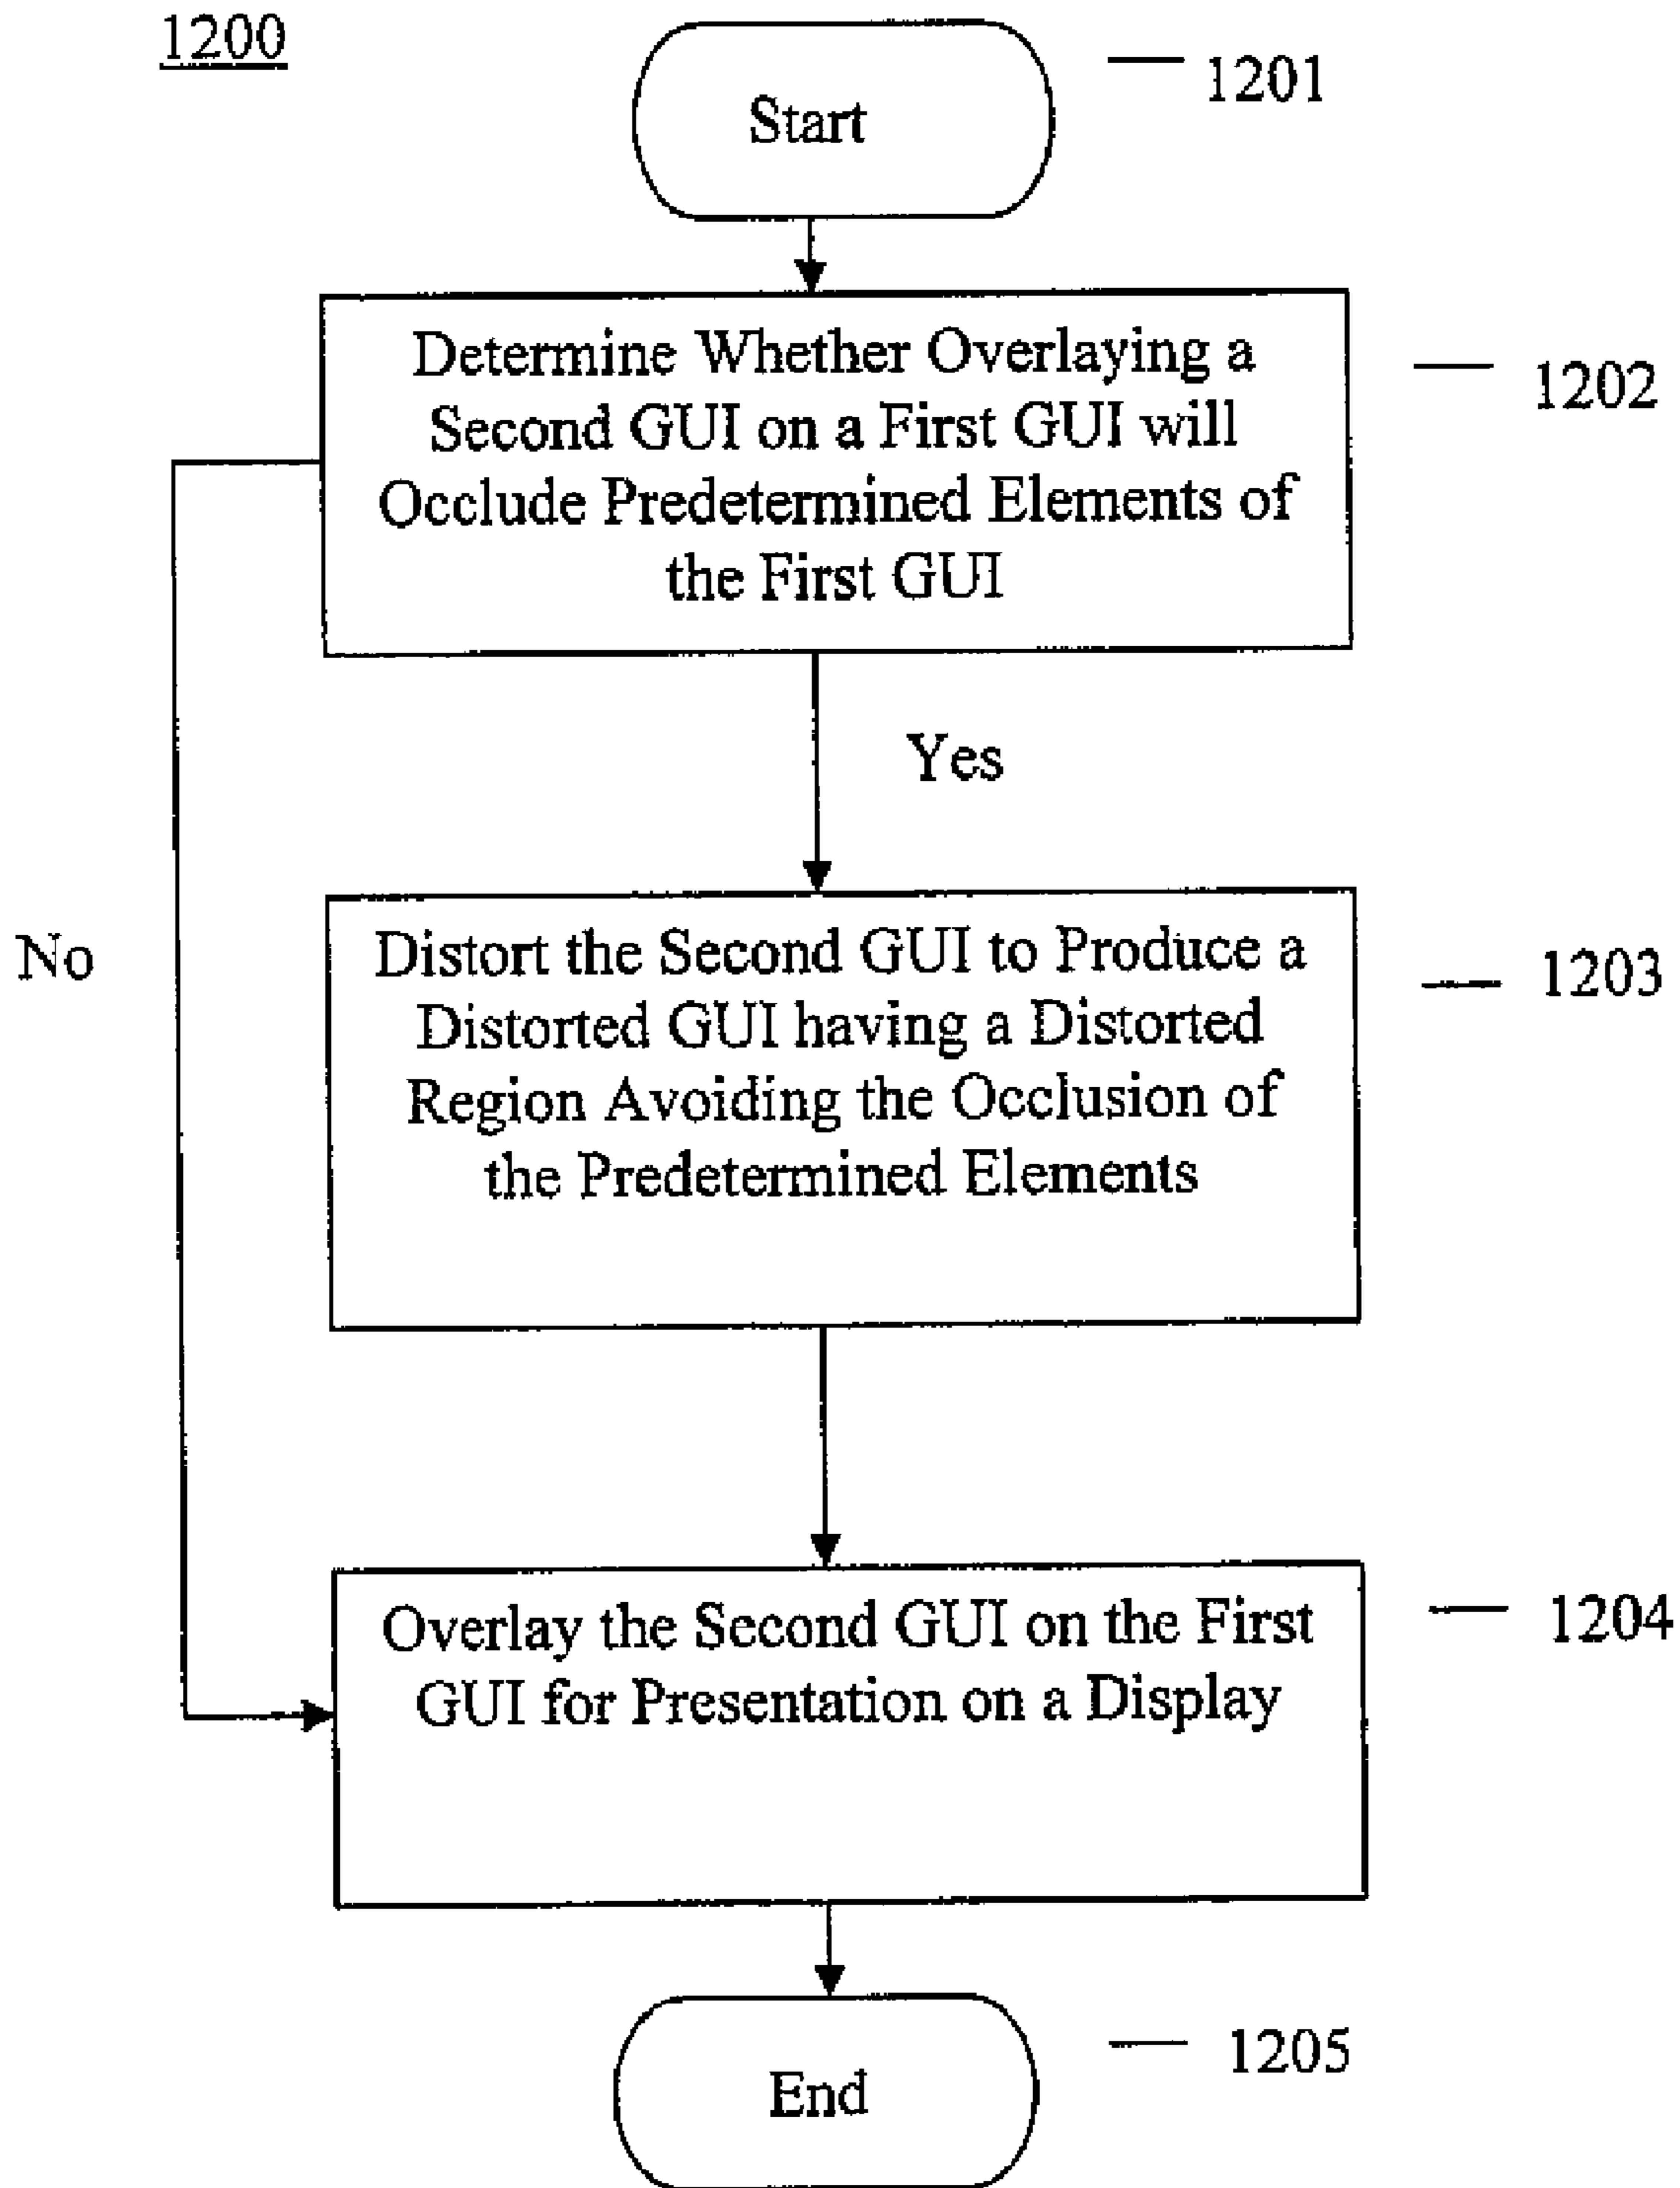 1200
1201
Start
Determine Whether Overlaying a
Second GUI on a First GUI will
Occlude Predetermined Elements of
the First GUI
1202
Yes
No
Distort the Second GUI to Produce a
Distorted GUI having a Distorted
Region Avoiding the Occlusion of
the Predetermined Elements
1203
Overlay the Second GUI on the First
GUI for Presentation on a Display
1204
End
1205